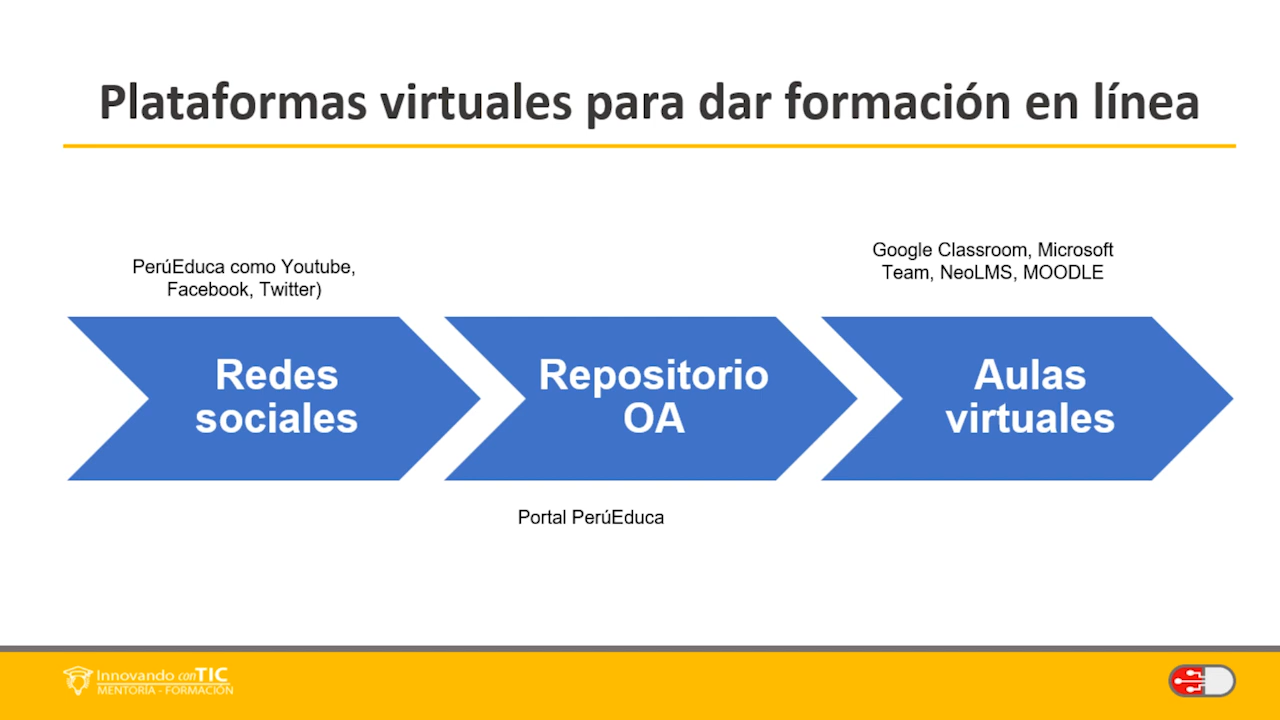 Plataformas virtuales para dar formación en línea
PerúEduca como Youtube,
Facebook, Twitter)
Google Classroom, Microsoft
Team, NeoLMS, MOODLE
Redes
sociales
Repositorio
OA
Aulas
virtuales
Portal PerúEduca
Innovando conTIC
MENTORÍA - FORMACIÓN